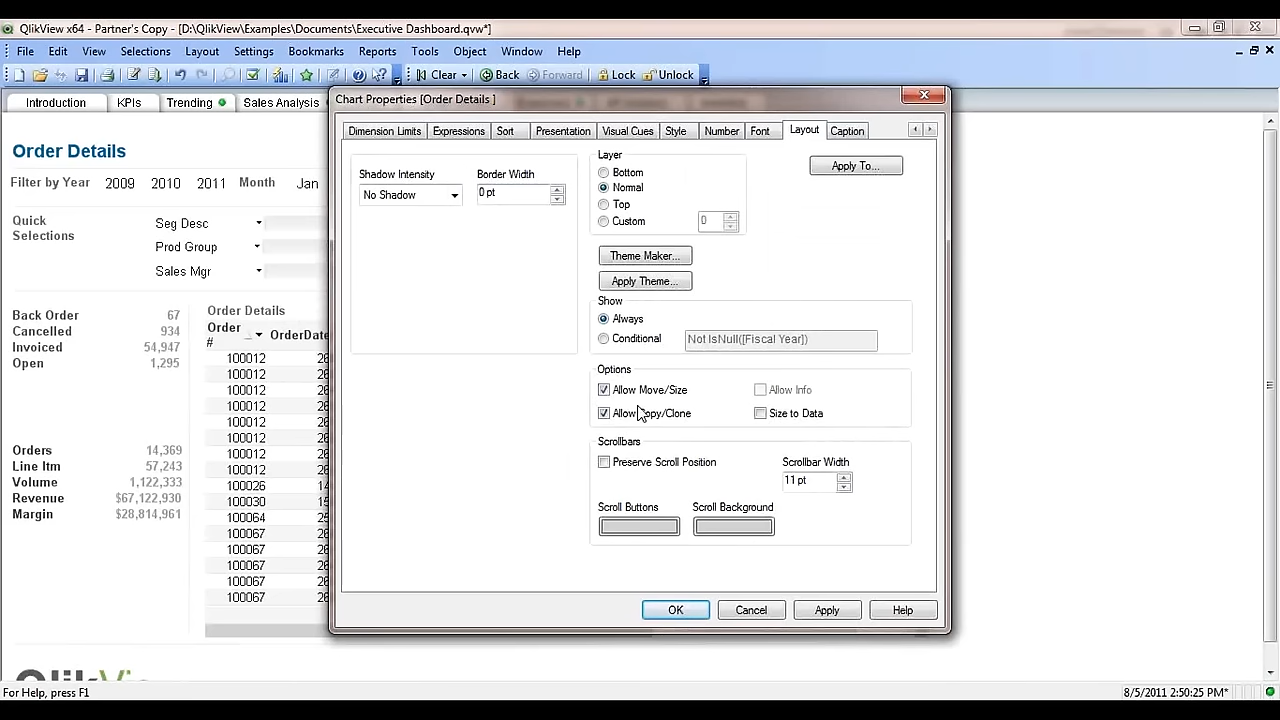 QlikView x64 - Partner's Copy - [D:\QlikView\Examples\Documents\Executive Dashboard.qvw*]
File Edit View Selections Layout Settings Bookmarks Reports Tools Object Window Help
Clear Back Forward Lock Unlock
Introduction KPIs Trending Sales Analysis
Order Details
Filter by Year 2009 2010 2011 Month Jan
Quick
Selections
Seg Desc
Prod Group
Sales Mgr
Back Order 67
Cancelled 934
Invoiced 54,947
Open 1,295
Orders 14,369
Line Itm 57,243
Volume 1,122,333
Revenue $67,122,930
Margin $28,814,961
Order Details
Order
# OrderDate
100012
100012
100012
100012
100012
100012
100012
100012
100026
100030
100064
100067
100067
100067
100067
100067
QlikView
Chart Properties [Order Details ]
Dimension Limits Expressions Sort Presentation Visual Cues Style Number Font Layout Caption
Shadow Intensity Border Width
No Shadow 0 pt
Layer
Bottom
Normal
Top
Custom 0
Apply To...
Theme Maker...
Apply Theme...
Show
Always
Conditional Not IsNull([Fiscal Year])
Options
Allow Move/Size Allow Info
Allow Copy/Clone Size to Data
Scrollbars
Preserve Scroll Position Scrollbar Width
11 pt
Scroll Buttons Scroll Background
OK Cancel Apply Help
For Help, press F1 8/5/2011 2:50:25 PM*